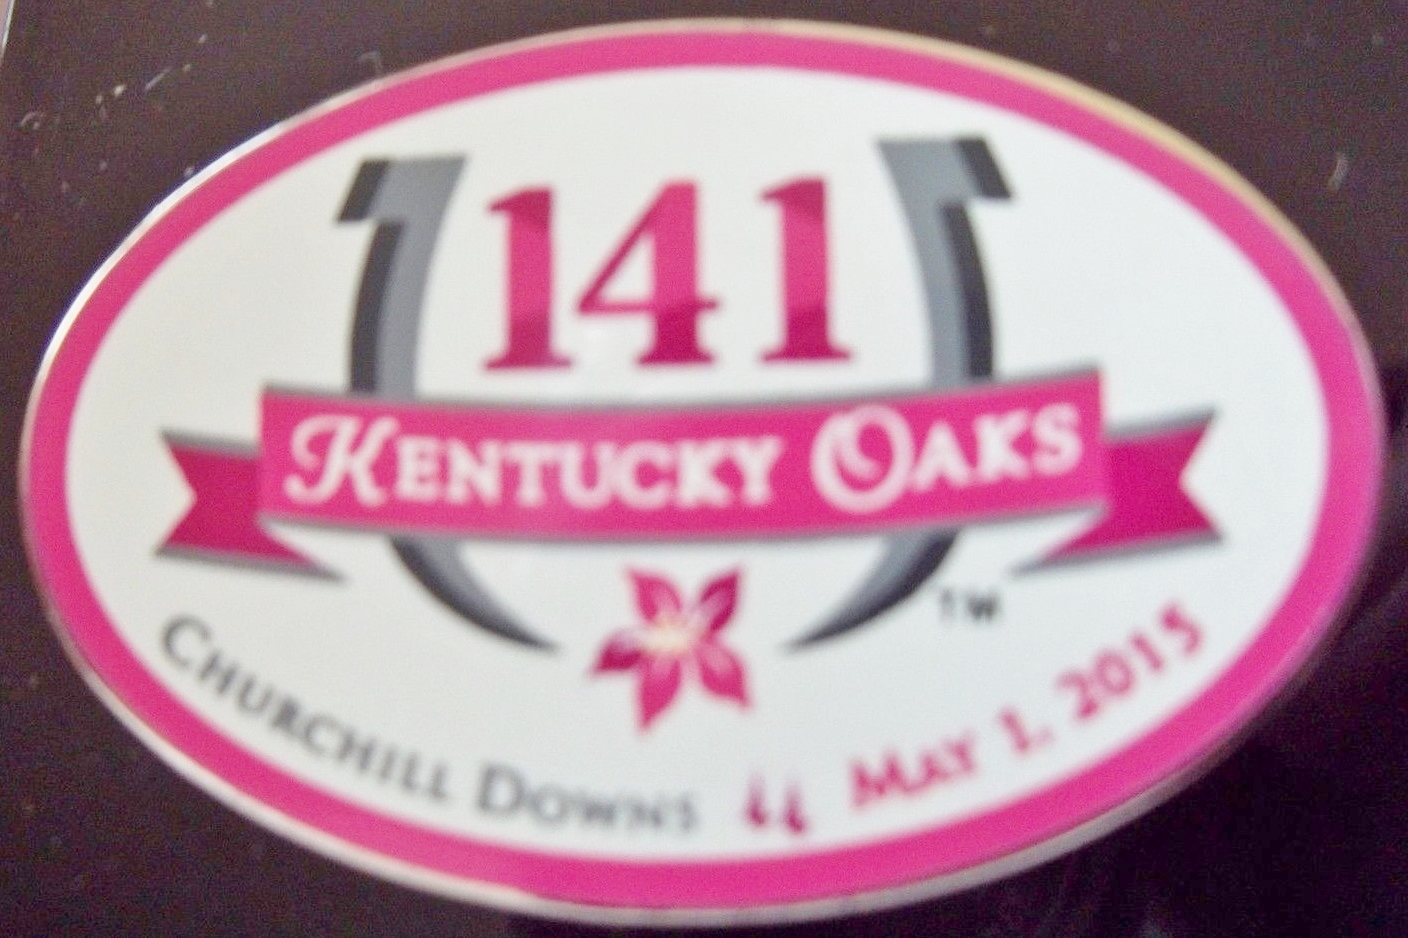 141
Kentucky Oaks
TM
Churchill Downs
May 1, 2015